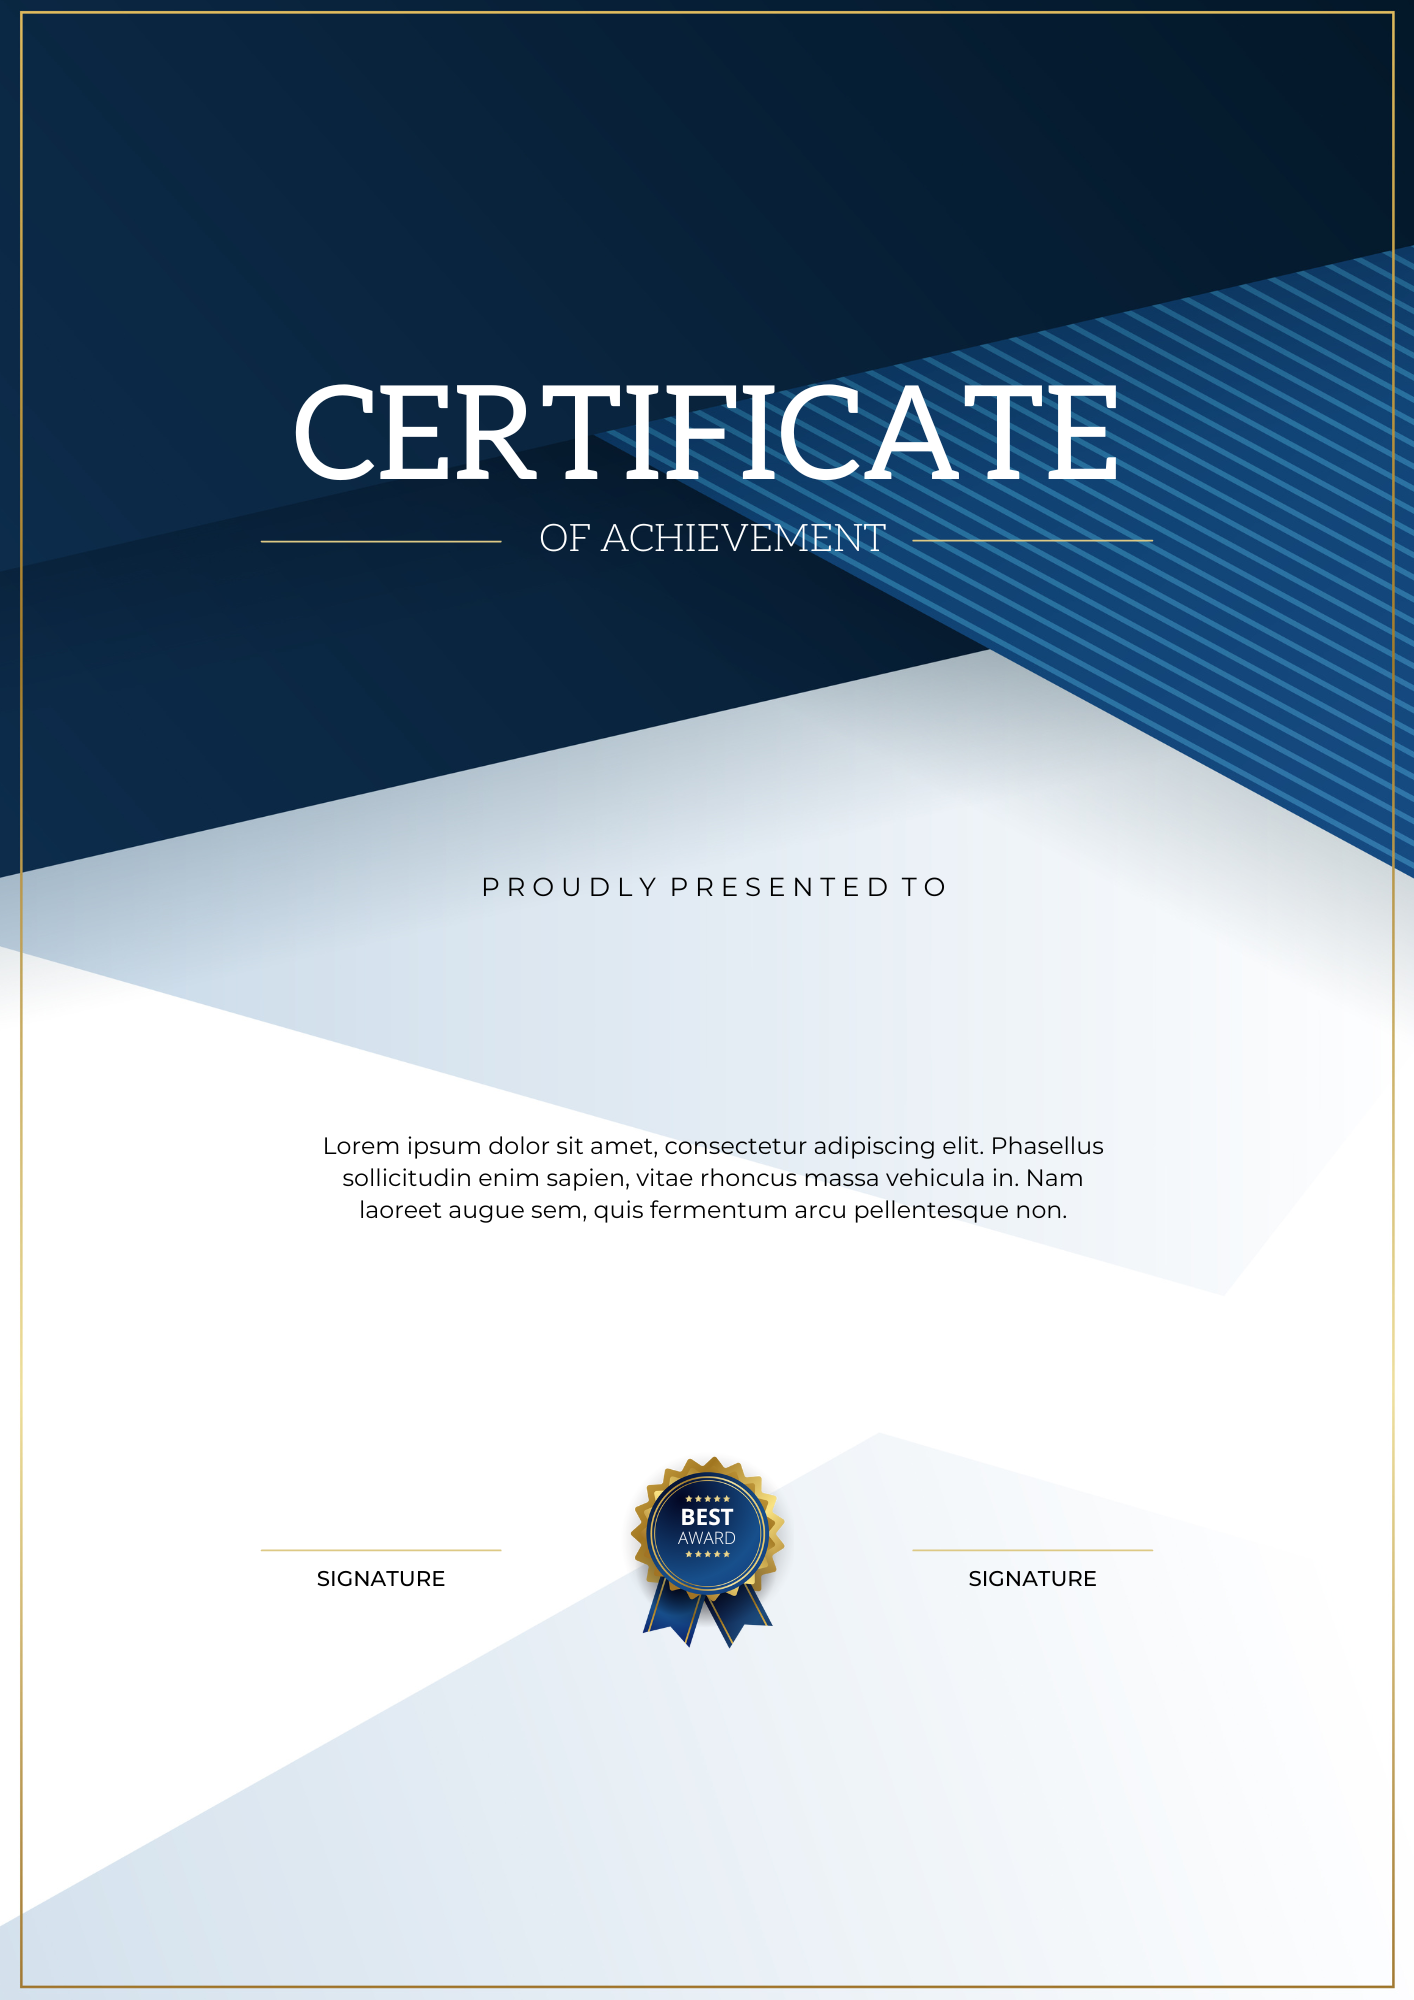 CERTIFICATE
OF ACHIEVEMENT
PROUDLY PRESENTED TO
Lorem ipsum dolor sit amet, consectetur adipiscing elit. Phasellus
sollicitudin enim sapien, vitae rhoncus massa vehicula in. Nam
laoreet augue sem, quis fermentum arcu pellentesque non.
BEST
AWARD
SIGNATURE
SIGNATURE